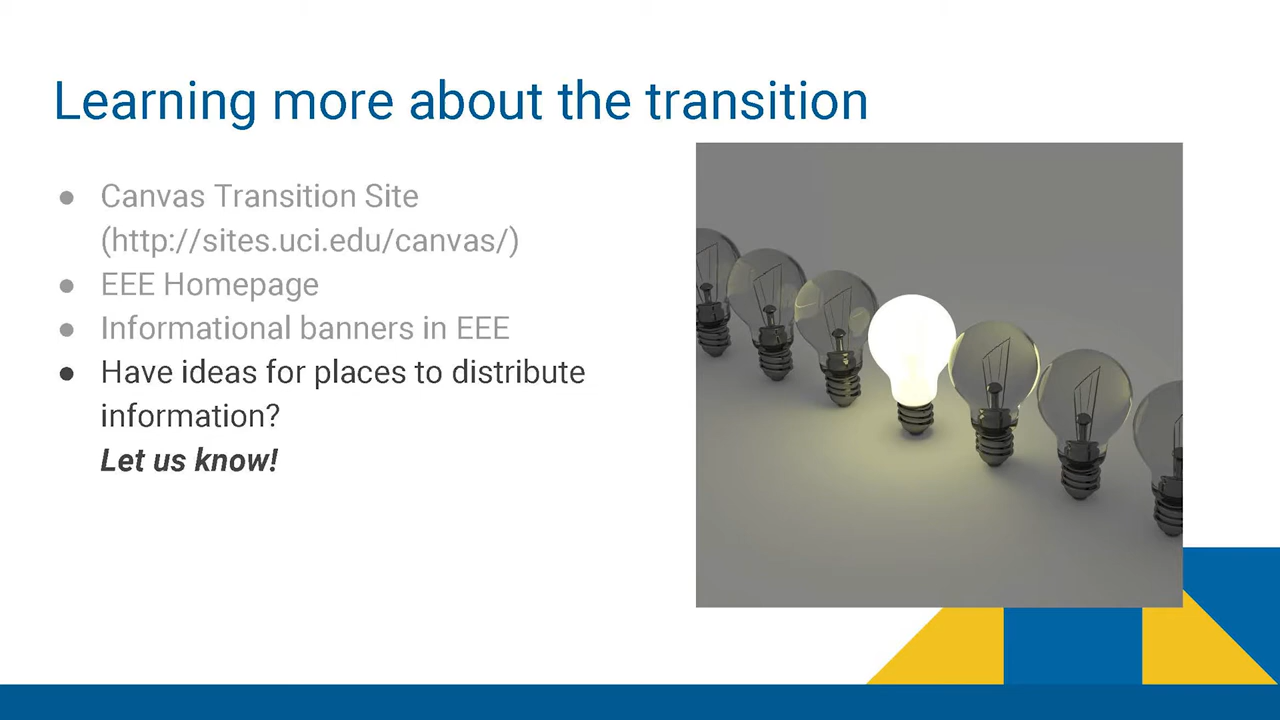 Learning more about the transition
● Canvas Transition Site
(http://sites.uci.edu/canvas/)
● EEE Homepage
● Informational banners in EEE
● Have ideas for places to distribute
information?
Let us know!